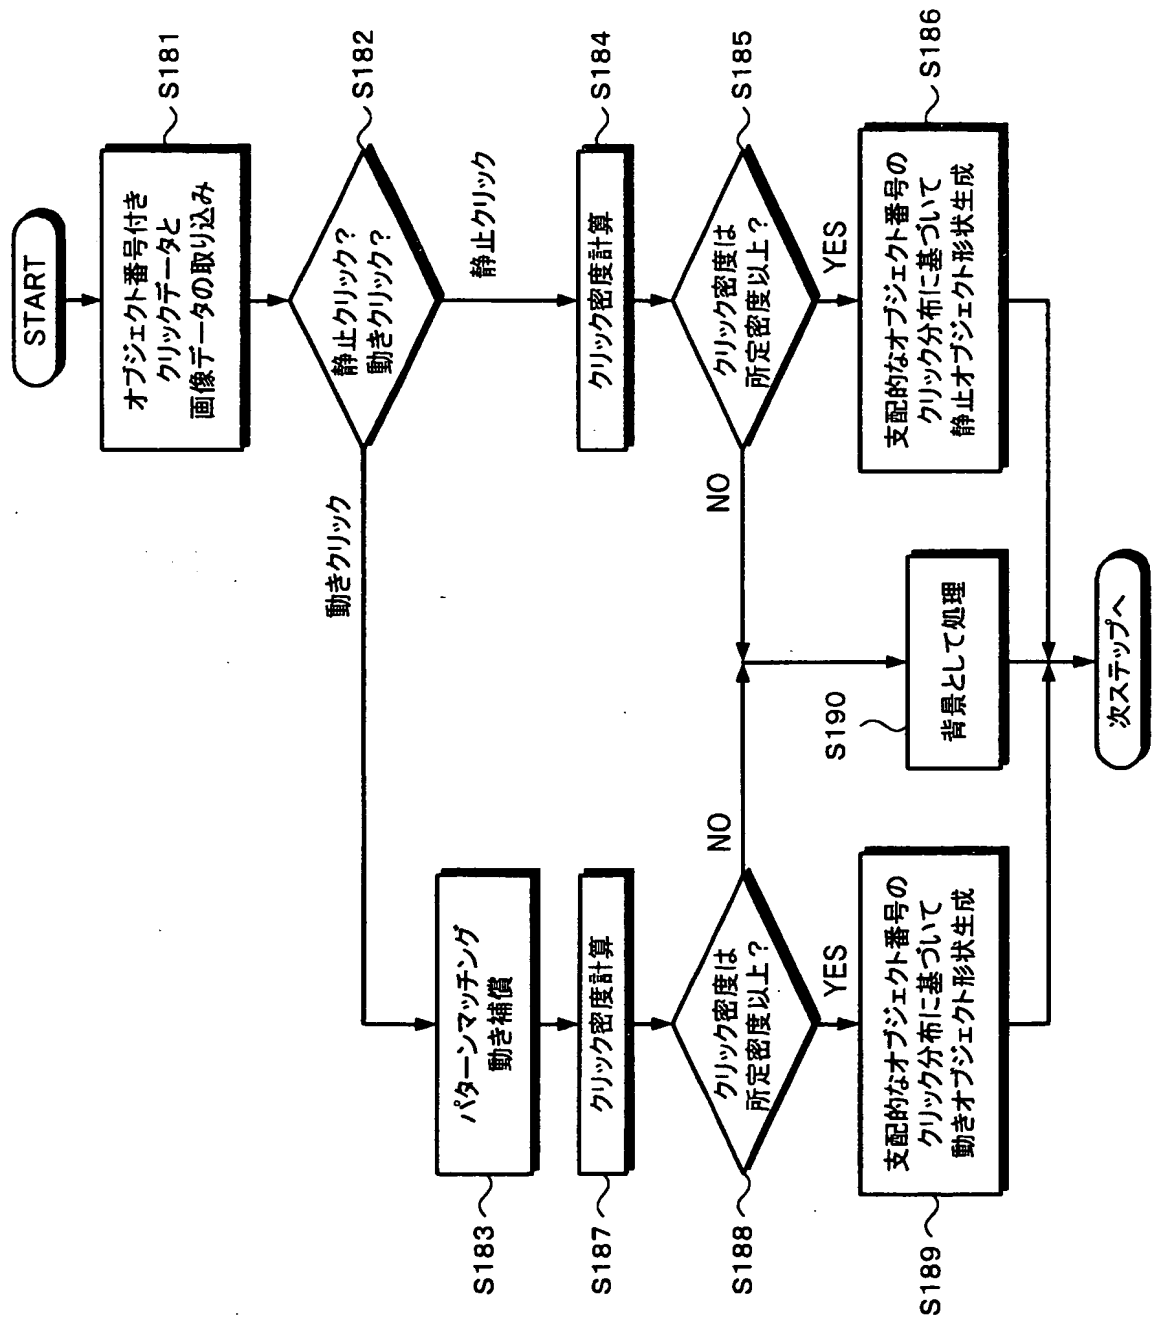 START
オブジェクト番号付き
クリックデータと
画像データの取り込み
S181
静止クリック?
動きクリック?
S182
動きクリック
静止クリック
パターンマッチング
動き補償
S183
クリック密度計算
S184
クリック密度計算
S187
クリック密度は
所定密度以上?
S185
クリック密度は
所定密度以上?
S188
NO
NO
YES
YES
支配的なオブジェクト番号の
クリック分布に基づいて
静止オブジェクト形状生成
S186
支配的なオブジェクト番号の
クリック分布に基づいて
動きオブジェクト形状生成
S189
背景として処理
S190
次ステップへ